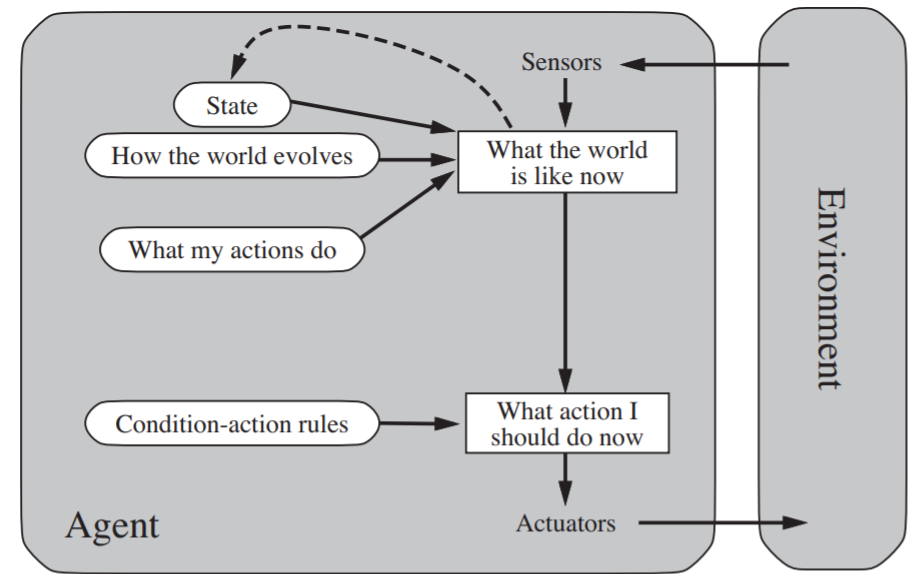 Sensors
State
How the world evolves
What the world
is like now
What my actions do
Environment
Condition-action rules
What action I
should do now
Agent
Actuators